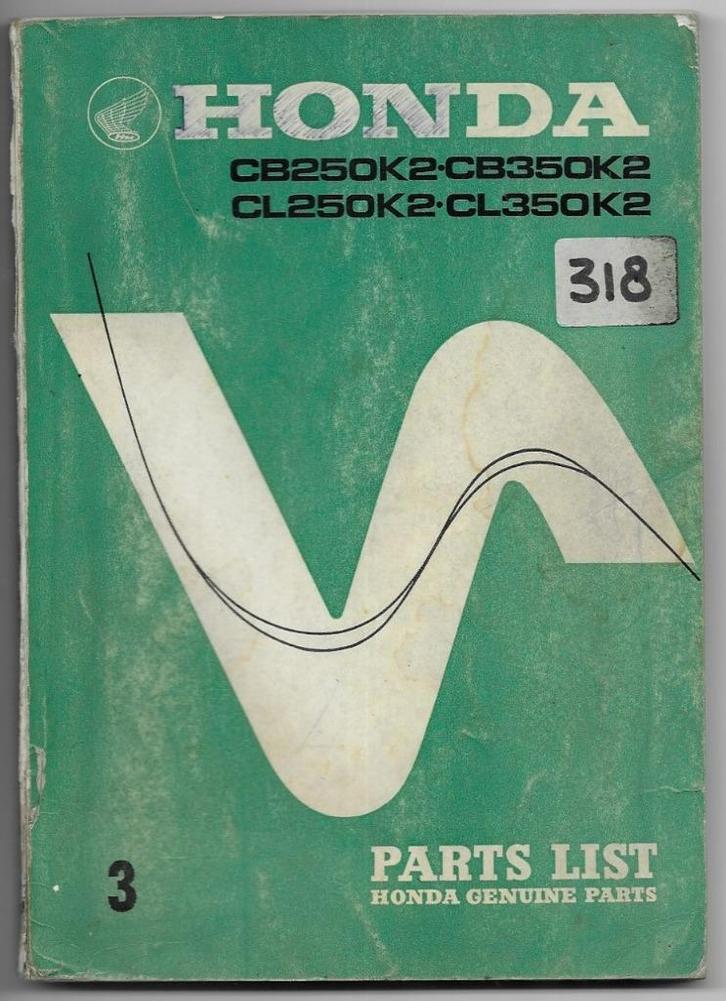 HONDA
CB250K2·CB350K2
CL250K2·CL350K2
318
PARTS LIST
HONDA GENUINE PARTS
3